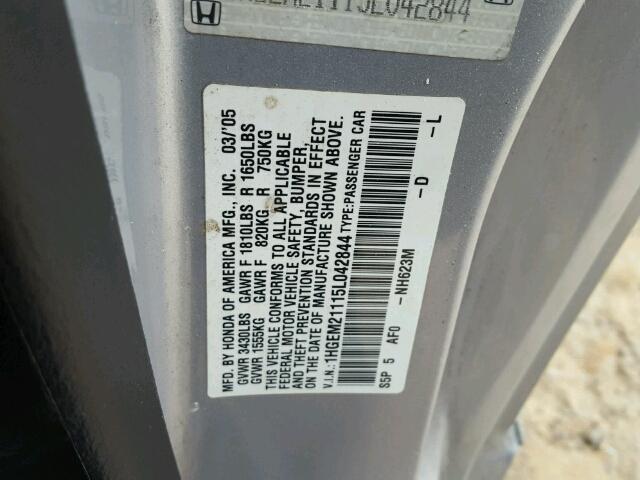 1115L042844
MFD. BY HONDA OF AMERICA MFG., INC. 03/'05
GVWR 3430LBS GAWR F 1810LBS R 1650LBS
GVWR 1555KG GAWR F 820KG R 750KG
THIS VEHICLE CONFORMS TO ALL APPLICABLE
FEDERAL MOTOR VEHICLE SAFETY, BUMPER,
AND THEFT PREVENTION STANDARDS IN EFFECT
ON THE DATE OF MANUFACTURE SHOWN ABOVE.
V.I.N.: 1HGEM21115L042844 TYPE:PASSENGER CAR
S5P 5 AF0 -NH623M -D -L